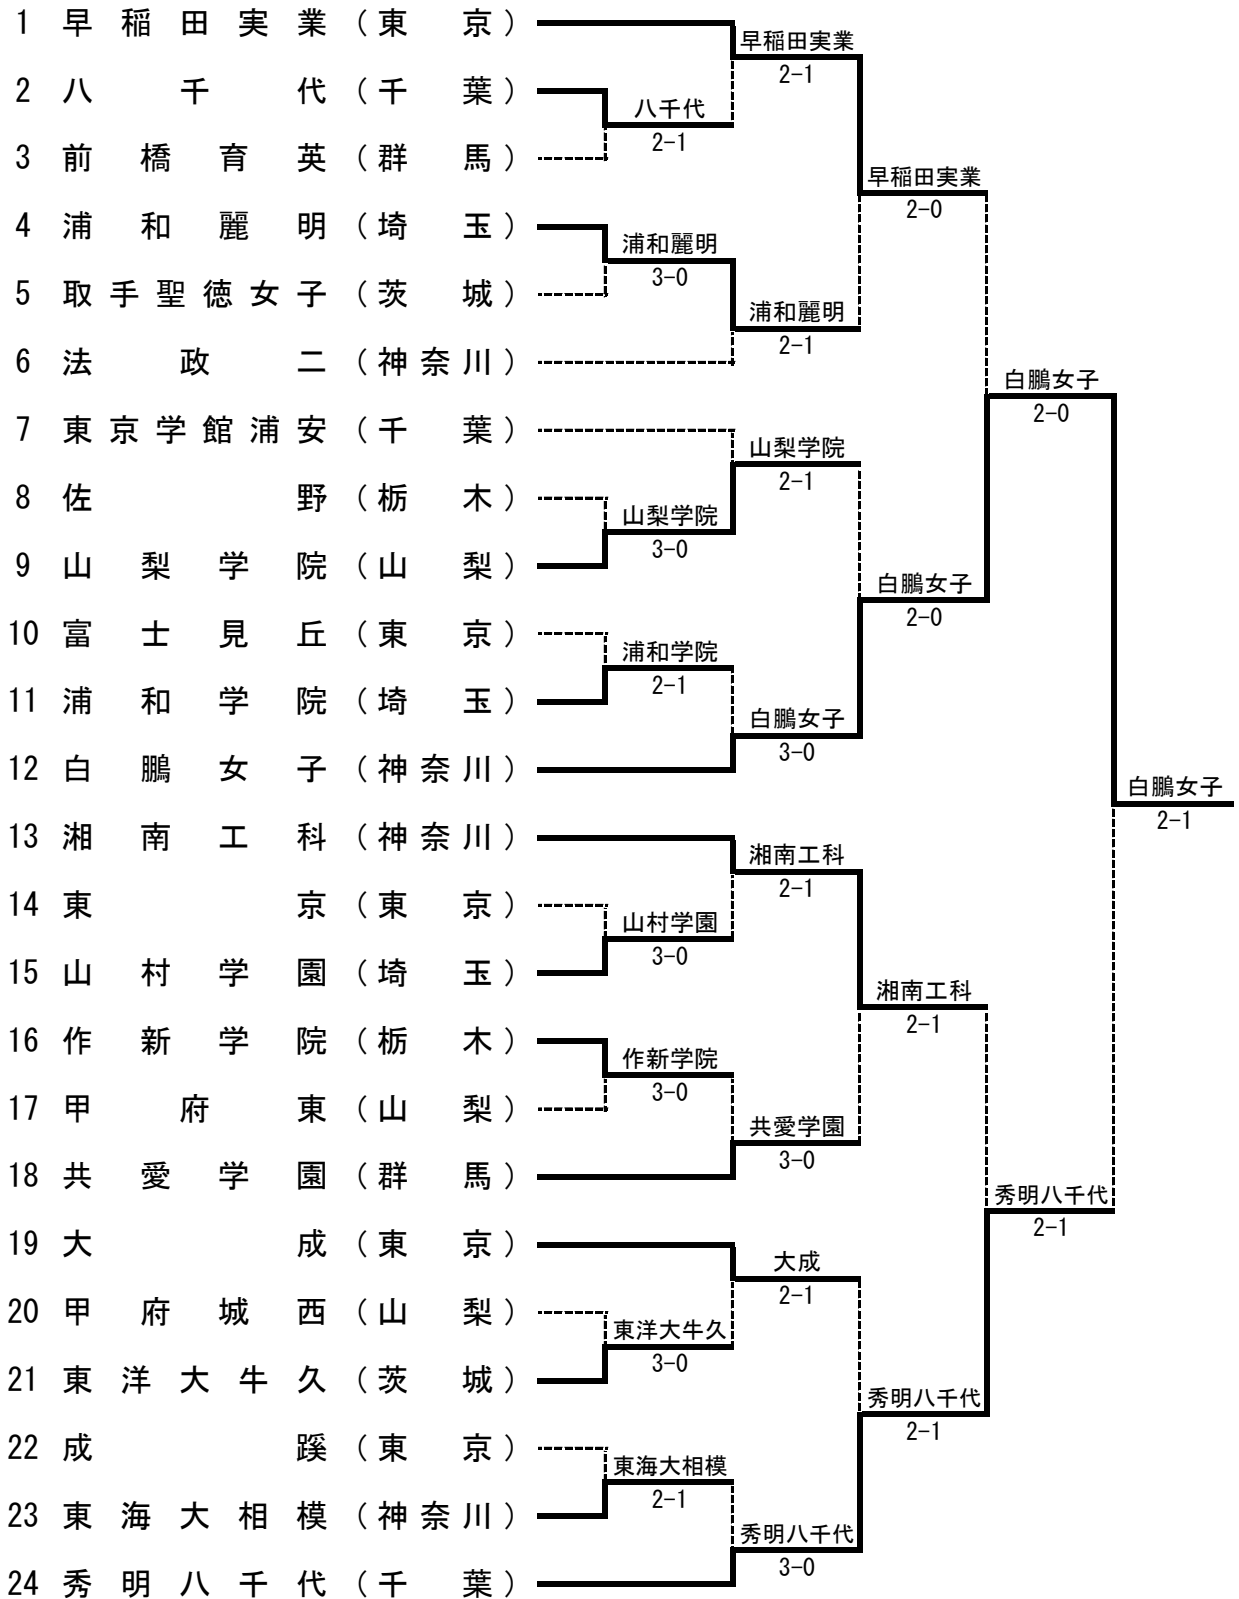 1 早稲田実業（東京）
早稲田実業
2-1
2 八千代（千葉）
八千代
2-1
3 前橋育英（群馬）
早稲田実業
2-0
4 浦和麗明（埼玉）
浦和麗明
3-0
5 取手聖徳女子（茨城）
浦和麗明
2-1
6 法政二（神奈川）
白鵬女子
2-0
7 東京学館浦安（千葉）
山梨学院
2-1
8 佐野（栃木）
山梨学院
3-0
9 山梨学院（山梨）
白鵬女子
2-0
10 富士見丘（東京）
浦和学院
2-1
11 浦和学院（埼玉）
白鵬女子
3-0
12 白鵬女子（神奈川）
白鵬女子
2-1
13 湘南工科（神奈川）
湘南工科
2-1
14 東京（東京）
山村学園
3-0
15 山村学園（埼玉）
湘南工科
2-1
16 作新学院（栃木）
作新学院
3-0
17 甲府東（山梨）
共愛学園
3-0
18 共愛学園（群馬）
秀明八千代
2-1
19 大成（東京）
大成
2-1
20 甲府城西（山梨）
東洋大牛久
3-0
21 東洋大牛久（茨城）
秀明八千代
2-1
22 成蹊（東京）
東海大相模
2-1
23 東海大相模（神奈川）
秀明八千代
3-0
24 秀明八千代（千葉）